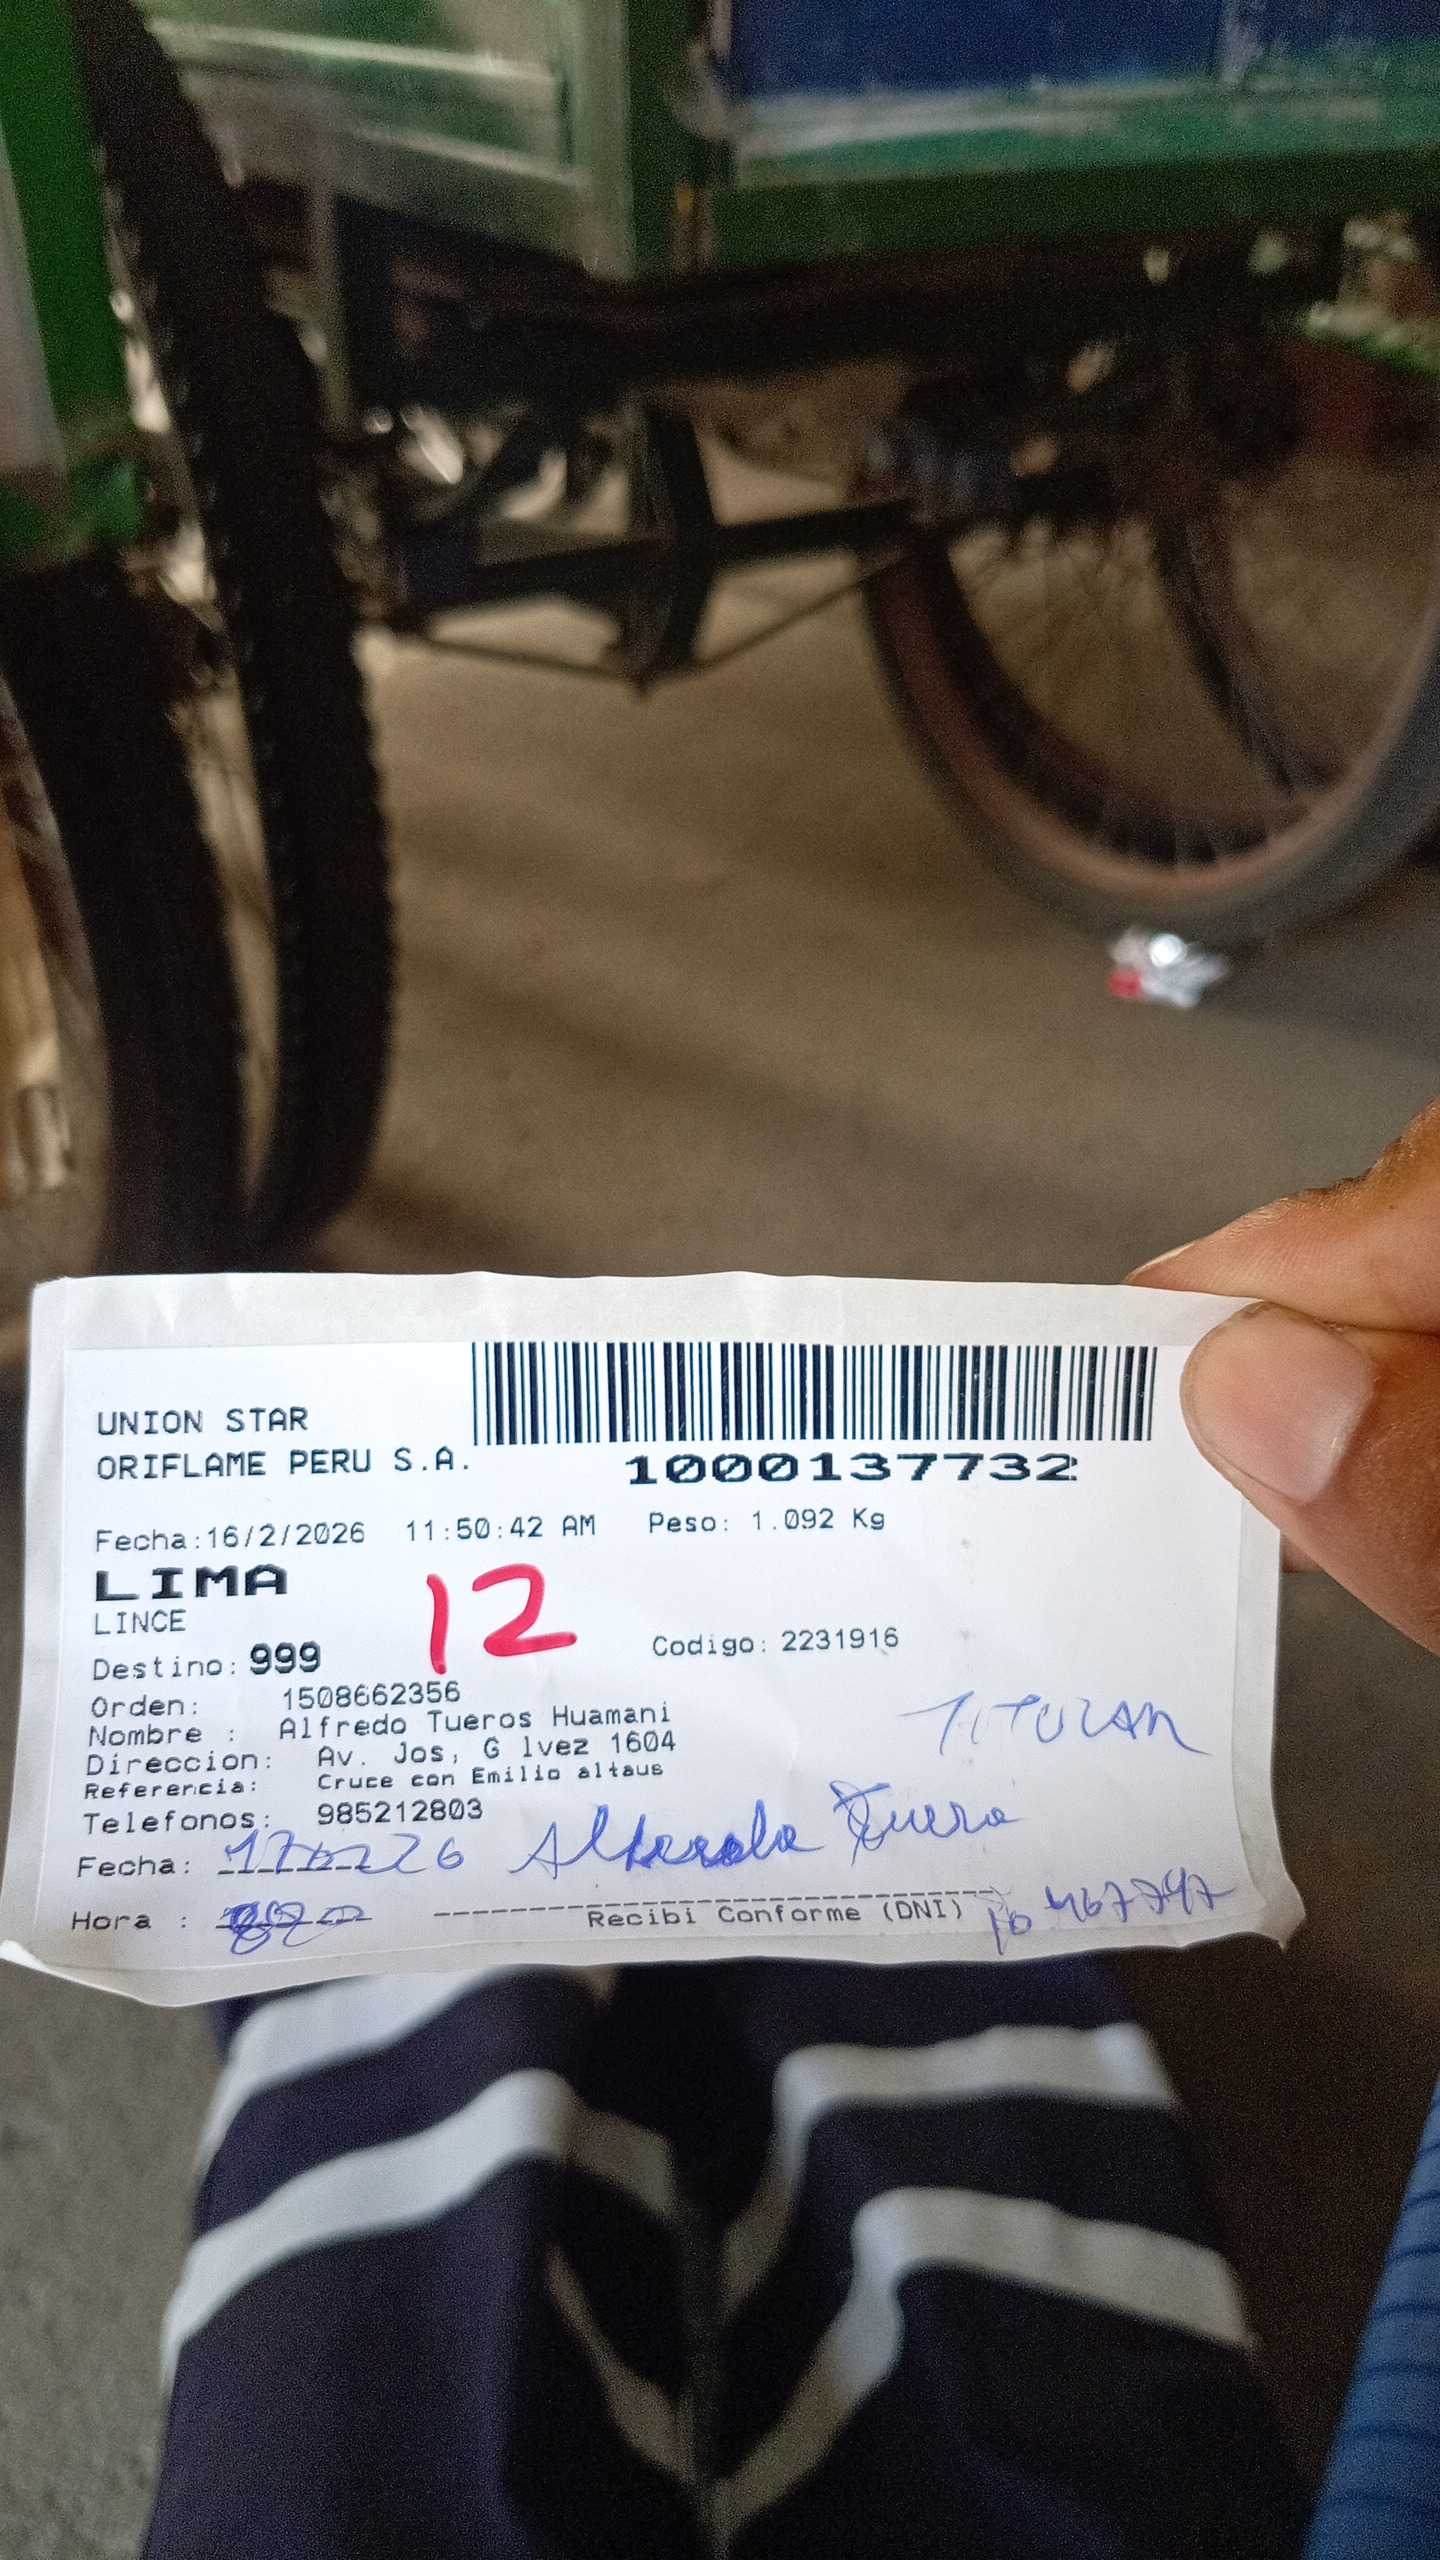 UNION STAR
ORIFLAME PERU S.A.
1000137732
Fecha:16/2/2026 11:50:42 AM Peso: 1.092 Kg
LIMA
12
LINCE
Destino: 999 Codigo: 2231916
Orden: 1508662356
Nombre : Alfredo Tueros Huamani
TITULAR
Direccion: Av. Jos, G lvez 1604
Referencia: Cruce con Emilio altaus
Telefonos: 985212803
Fecha:
Hora :
Recibi Conforme (DNI)